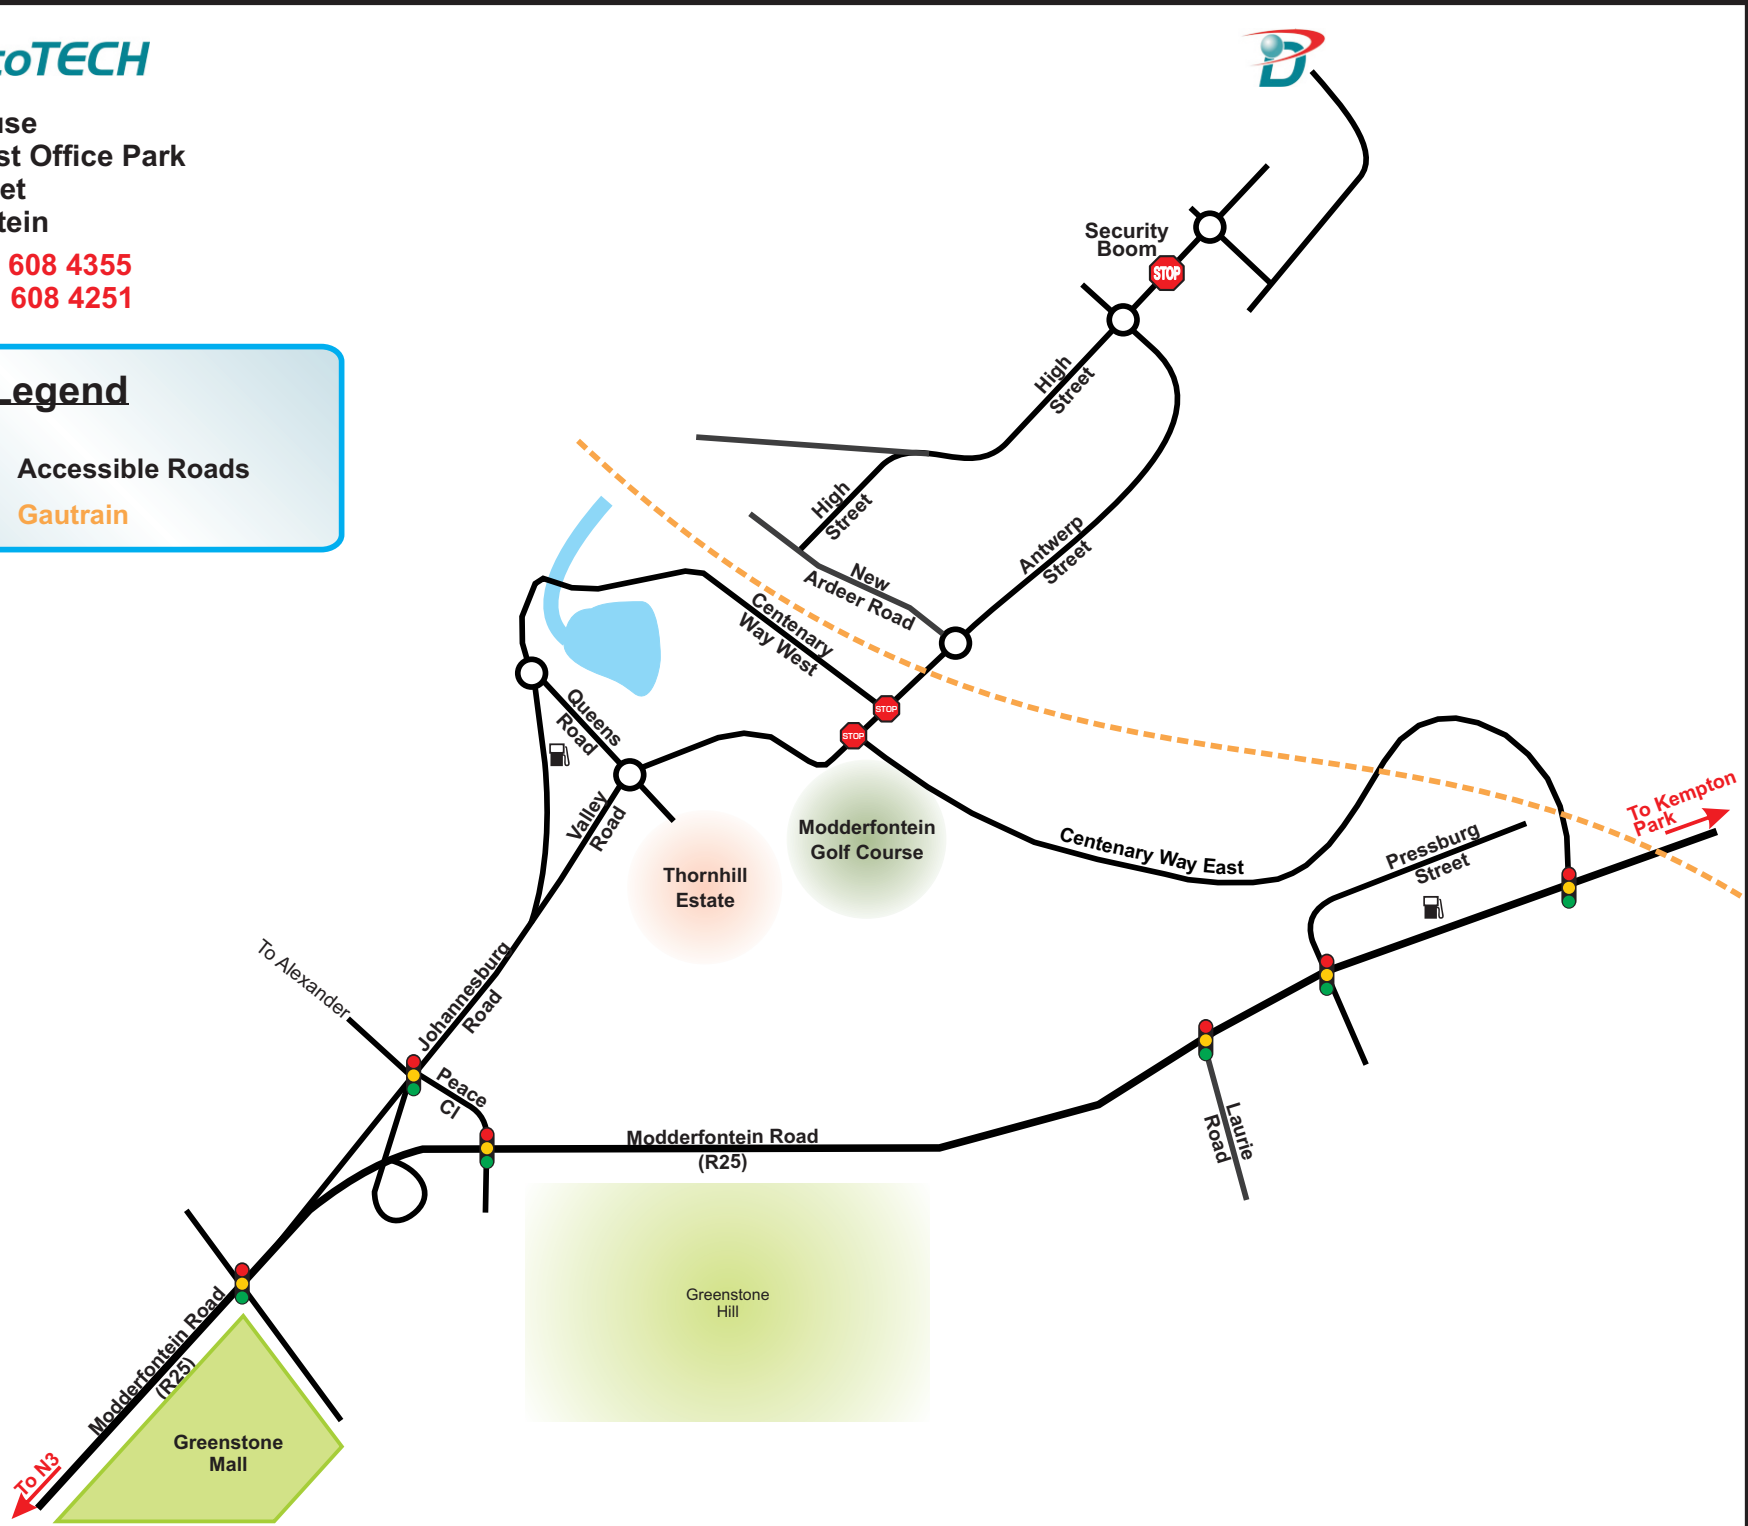 toTECH
use
st Office Park
et
tein
608 4355
608 4251
Legend
Accessible Roads
Gautrain
D
Security
Boom
STOP
High
Street
High
Street
Antwerp
Street
New
Ardeer Road
Centenary
Way West
STOP
STOP
Queens
Road
Valley
Road
Thornhill
Estate
Modderfontein
Golf Course
Centenary Way East
To Kempton
Park
Pressburg
Street
To Alexander
Johannesburg
Road
Peace
Cl
Modderfontein Road
(R25)
Laurie
Road
Greenstone
Hill
Modderfontein Road
(R25)
Greenstone
Mall
To N3